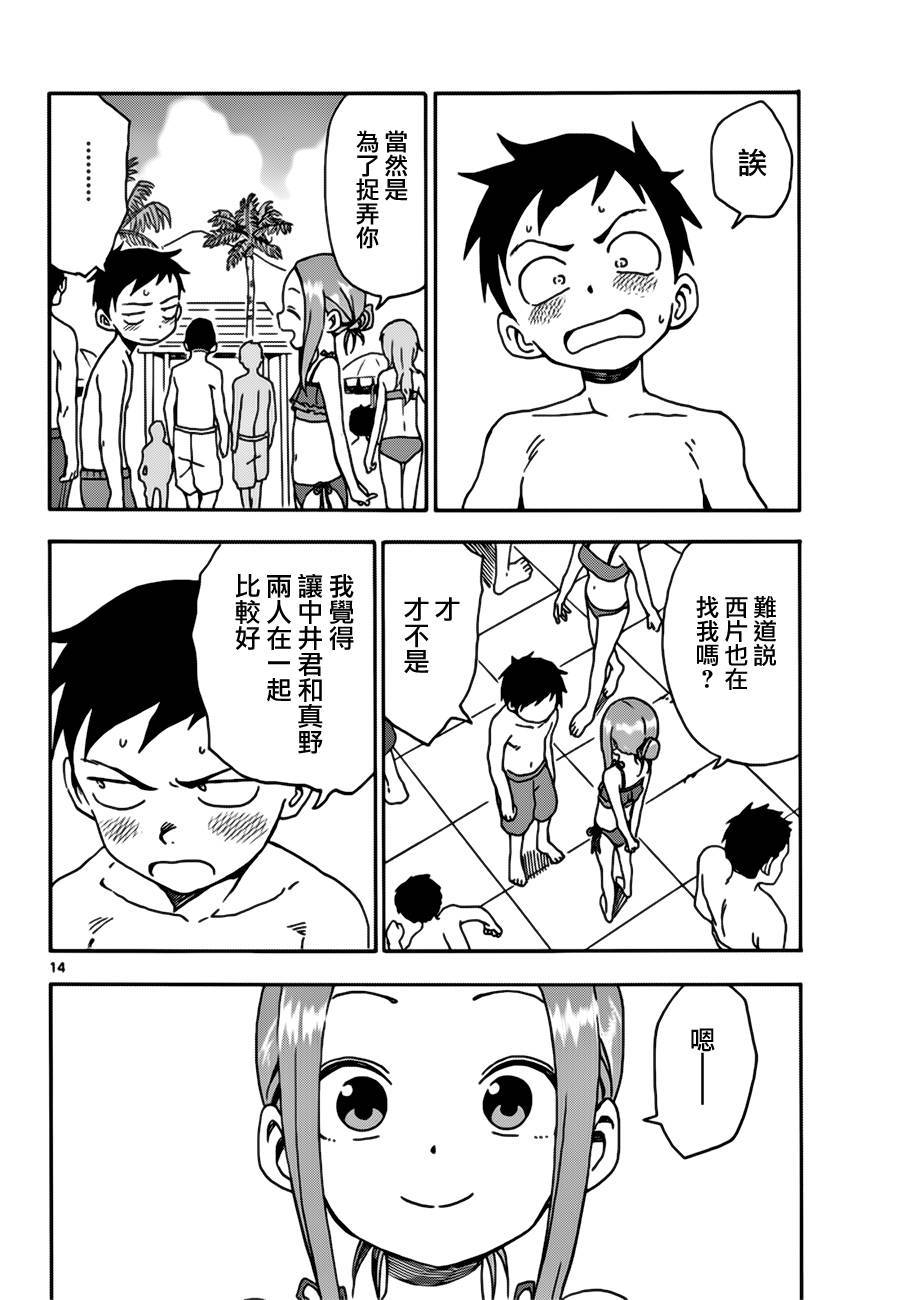 誒
當然是
為了捉弄你
………
難道説
西片也在
找我嗎?
才
才不是
我覺得
讓中井君和真野
兩人在一起
比較好
14
嗯——